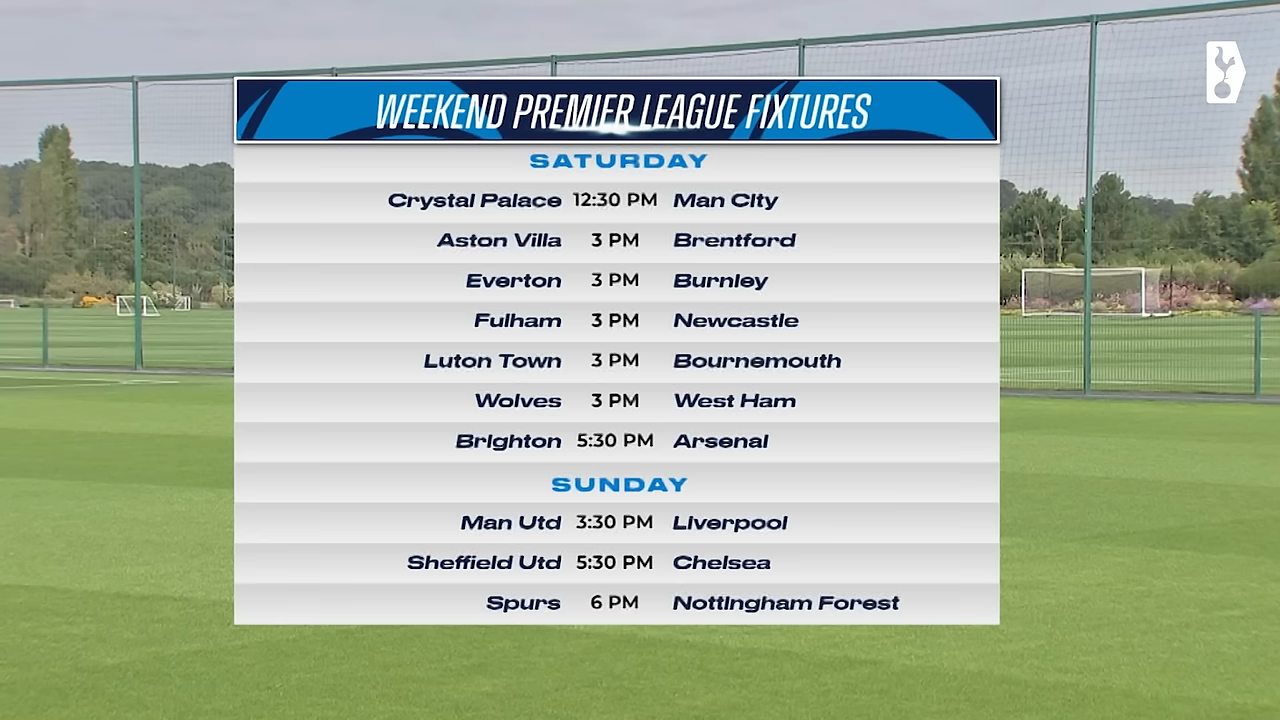 WEEKEND PREMIER LEAGUE FIXTURES
SATURDAY
Crystal Palace 12:30 PM Man City
Aston Villa 3 PM Brentford
Everton 3 PM Burnley
Fulham 3 PM Newcastle
Luton Town 3 PM Bournemouth
Wolves 3 PM West Ham
Brighton 5:30 PM Arsenal
SUNDAY
Man Utd 3:30 PM Liverpool
Sheffield Utd 5:30 PM Chelsea
Spurs 6 PM Nottingham Forest